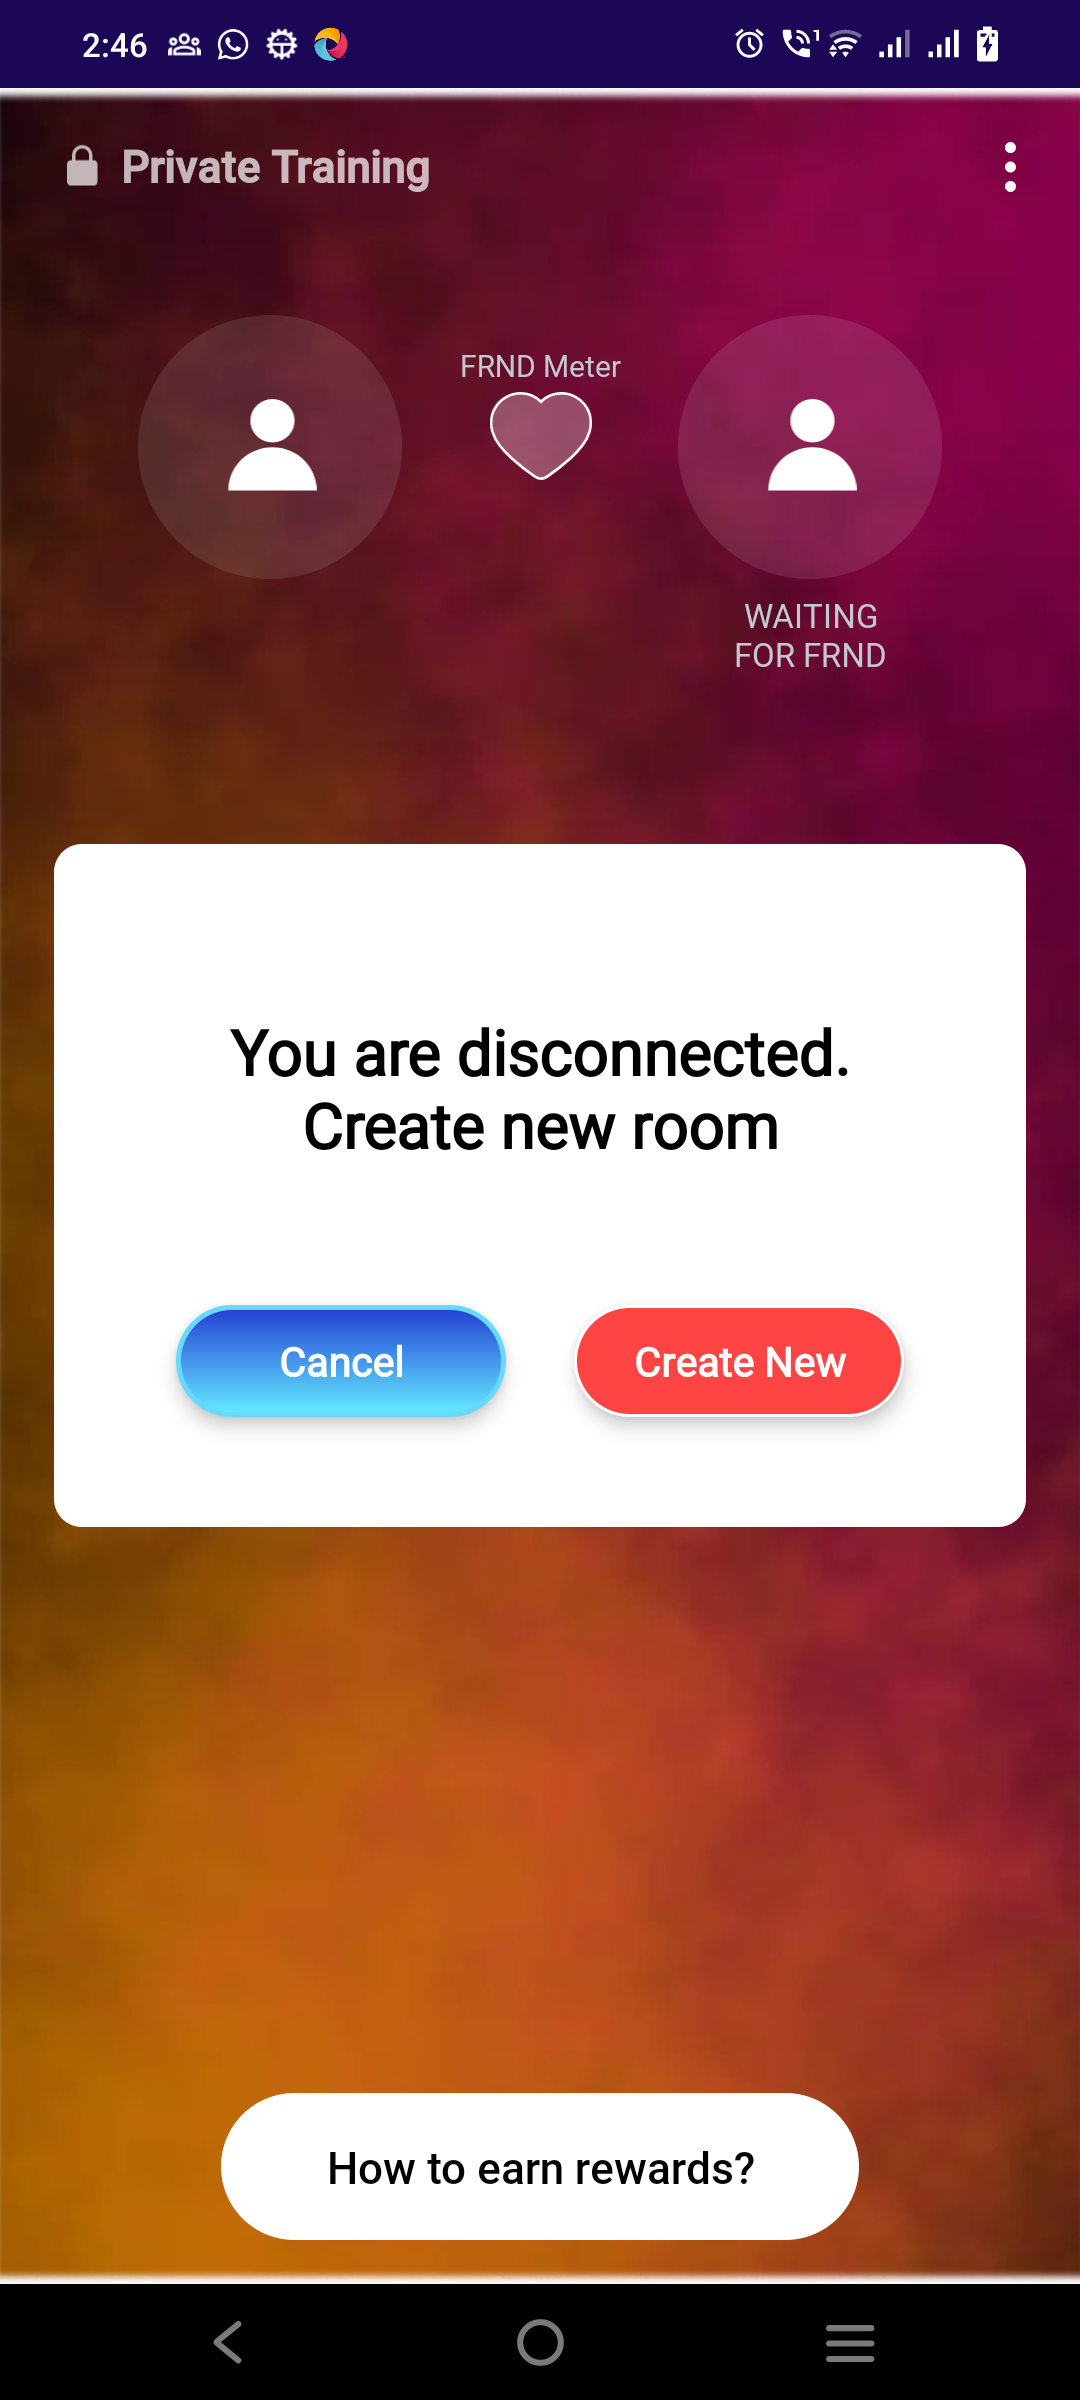 2:46
Private Training
FRND Meter
WAITING
FOR FRND
You are disconnected.
Create new room
Cancel
Create New
How to earn rewards?